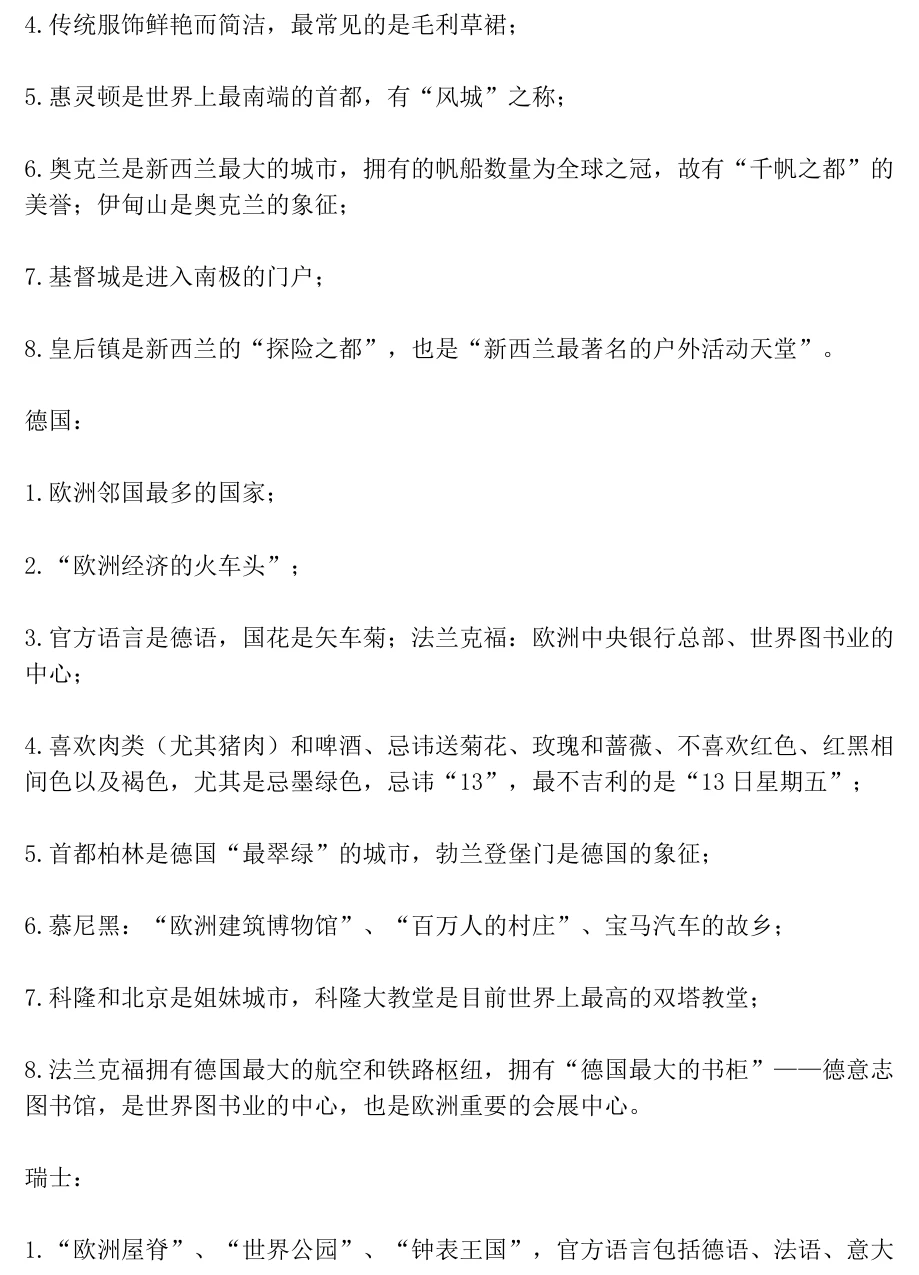 4.传统服饰鲜艳而简洁，最常见的是毛利草裙；
5.惠灵顿是世界上最南端的首都，有“风城”之称；
6.奥克兰是新西兰最大的城市，拥有的帆船数量为全球之冠，故有“千帆之都”的
美誉；伊甸山是奥克兰的象征；
7.基督城是进入南极的门户；
8.皇后镇是新西兰的“探险之都”，也是“新西兰最著名的户外活动天堂”。
德国：
1.欧洲邻国最多的国家；
2.“欧洲经济的火车头”；
3.官方语言是德语，国花是矢车菊；法兰克福：欧洲中央银行总部、世界图书业的
中心；
4.喜欢肉类（尤其猪肉）和啤酒、忌讳送菊花、玫瑰和蔷薇、不喜欢红色、红黑相
间色以及褐色，尤其是忌墨绿色，忌讳“13”，最不吉利的是“13日星期五”；
5.首都柏林是德国“最翠绿”的城市，勃兰登堡门是德国的象征；
6.慕尼黑：“欧洲建筑博物馆”、“百万人的村庄”、宝马汽车的故乡；
7.科隆和北京是姐妹城市，科隆大教堂是目前世界上最高的双塔教堂；
8.法兰克福拥有德国最大的航空和铁路枢纽，拥有“德国最大的书柜”——德意志
图书馆，是世界图书业的中心，也是欧洲重要的会展中心。
瑞士：
1.“欧洲屋脊”、“世界公园”、“钟表王国”，官方语言包括德语、法语、意大